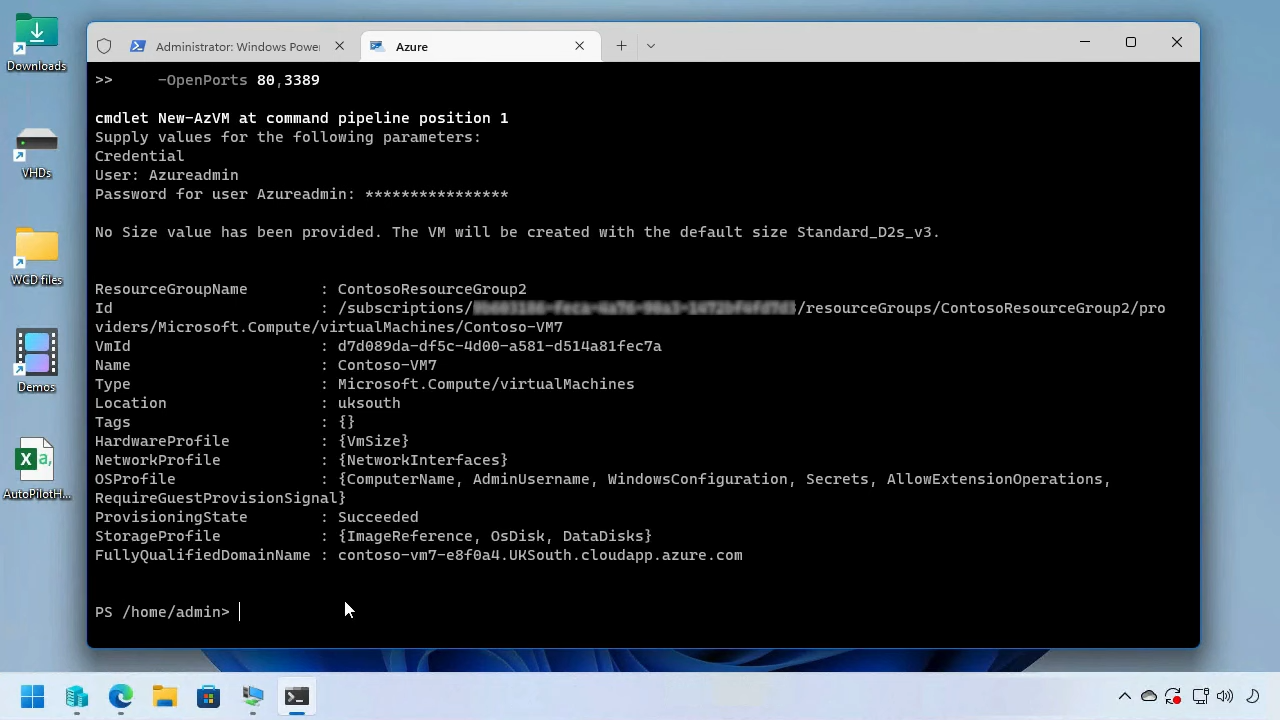 Downloads
VHDs
WCD files
Demos
AutoPilotH...
Administrator: Windows Power
Azure
>>     -OpenPorts 80,3389
cmdlet New-AzVM at command pipeline position 1
Supply values for the following parameters:
Credential
User: Azureadmin
Password for user Azureadmin: ****************
No Size value has been provided. The VM will be created with the default size Standard_D2s_v3.
ResourceGroupName        : ContosoResourceGroup2
Id                       : /subscriptions/ /resourceGroups/ContosoResourceGroup2/pro
viders/Microsoft.Compute/virtualMachines/Contoso-VM7
VmId                     : d7d089da-df5c-4d00-a581-d514a81fec7a
Name                     : Contoso-VM7
Type                     : Microsoft.Compute/virtualMachines
Location                 : uksouth
Tags                     : {}
HardwareProfile          : {VmSize}
NetworkProfile           : {NetworkInterfaces}
OSProfile                : {ComputerName, AdminUsername, WindowsConfiguration, Secrets, AllowExtensionOperations,
RequireGuestProvisionSignal}
ProvisioningState        : Succeeded
StorageProfile           : {ImageReference, OsDisk, DataDisks}
FullyQualifiedDomainName : contoso-vm7-e8f0a4.UKSouth.cloudapp.azure.com
PS /home/admin>